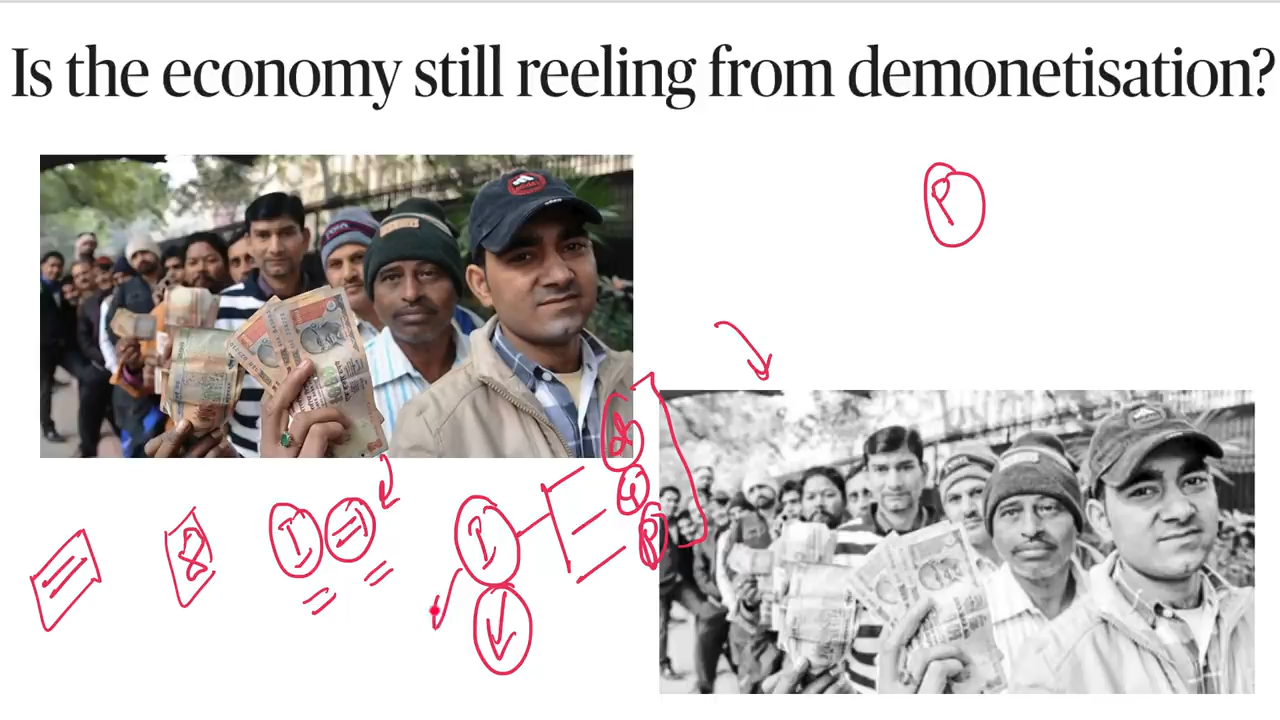 Is the economy still reeling from demonetisation?
P
I
I
P